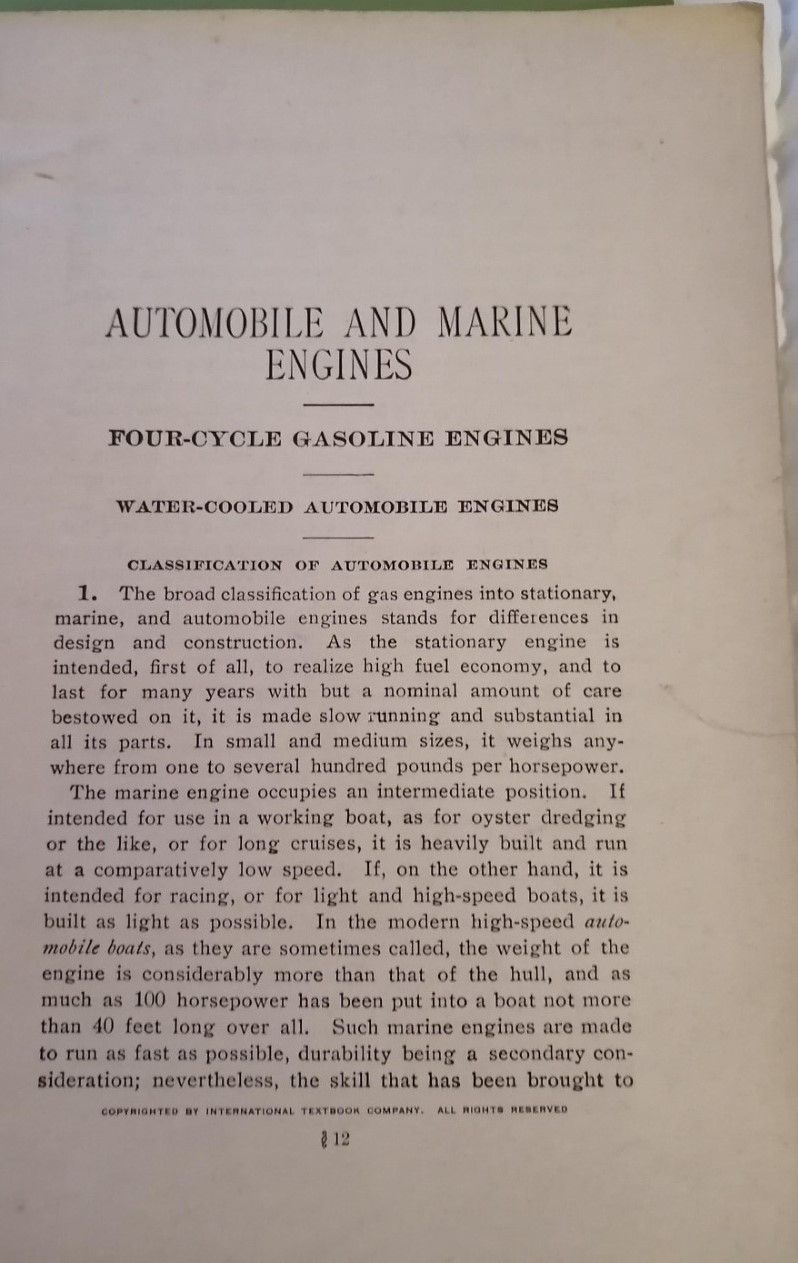 AUTOMOBILE AND MARINE
ENGINES
FOUR-CYCLE GASOLINE ENGINES
WATER-COOLED AUTOMOBILE ENGINES
CLASSIFICATION OF AUTOMOBILE ENGINES
1. The broad classification of gas engines into stationary,
marine, and automobile engines stands for differences in
design and construction. As the stationary engine is
intended, first of all, to realize high fuel economy, and to
last for many years with but a nominal amount of care
bestowed on it, it is made slow running and substantial in
all its parts. In small and medium sizes, it weighs any-
where from one to several hundred pounds per horsepower.
The marine engine occupies an intermediate position. If
intended for use in a working boat, as for oyster dredging
or the like, or for long cruises, it is heavily built and run
at a comparatively low speed. If, on the other hand, it is
intended for racing, or for light and high-speed boats, it is
built as light as possible. In the modern high-speed auto-
mobile boats, as they are sometimes called, the weight of the
engine is considerably more than that of the hull, and as
much as 100 horsepower has been put into a boat not more
than 40 feet long over all. Such marine engines are made
to run as fast as possible, durability being a secondary con-
sideration; nevertheless, the skill that has been brought to
COPYRIGHTED BY INTERNATIONAL TEXTBOOK COMPANY. ALL RIGHTS RESERVED
§ 12